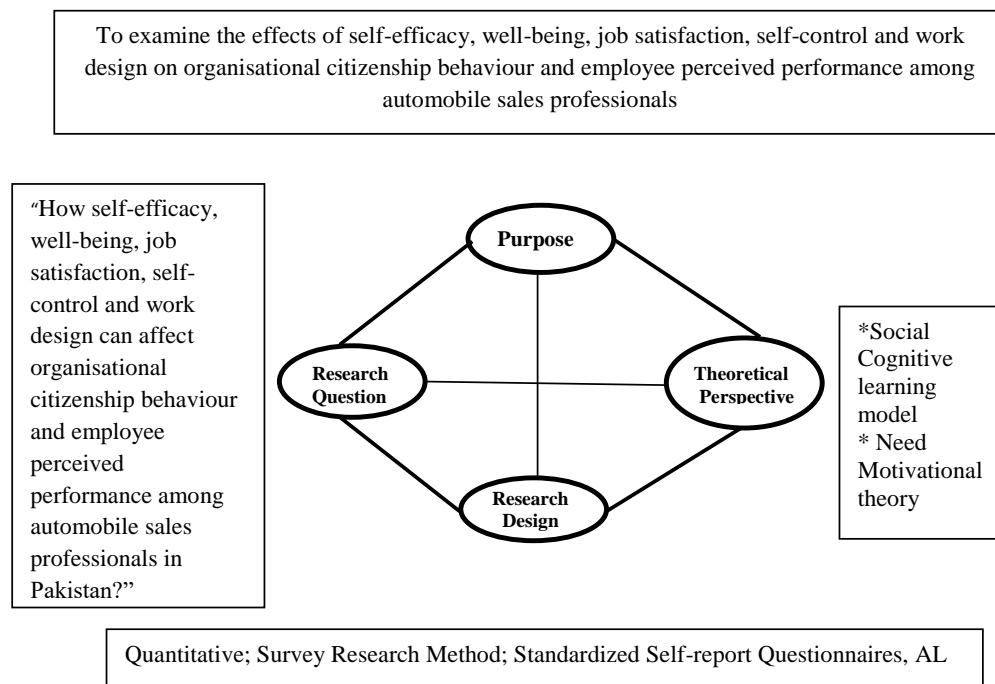 To examine the effects of self-efficacy, well-being, job satisfaction, self-control and work
design on organisational citizenship behaviour and employee perceived performance among
automobile sales professionals
“How self-efficacy,
well-being, job
satisfaction, self-
control and work
design can affect
organisational
citizenship behaviour
and employee
perceived
performance among
automobile sales
professionals in
Pakistan?”
Purpose
Research
Question
Theoretical
Perspective
Research
Design
*Social
Cognitive
learning
model
* Need
Motivational
theory
Quantitative; Survey Research Method; Standardized Self-report Questionnaires, AL